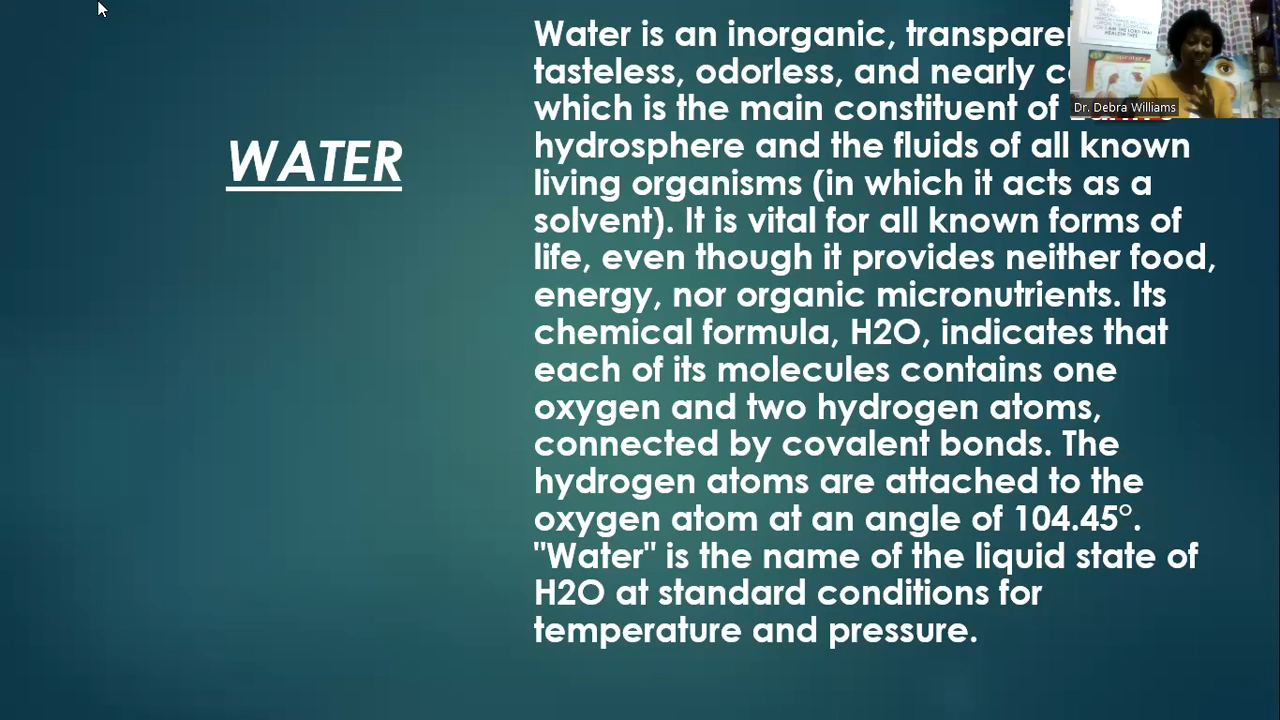 WATER
Water is an inorganic, transparen
tasteless, odorless, and nearly c
which is the main constituent of
hydrosphere and the fluids of all known
living organisms (in which it acts as a
solvent). It is vital for all known forms of
life, even though it provides neither food,
energy, nor organic micronutrients. Its
chemical formula, H2O, indicates that
each of its molecules contains one
oxygen and two hydrogen atoms,
connected by covalent bonds. The
hydrogen atoms are attached to the
oxygen atom at an angle of 104.45°.
"Water" is the name of the liquid state of
H2O at standard conditions for
temperature and pressure.
Dr. Debra Williams